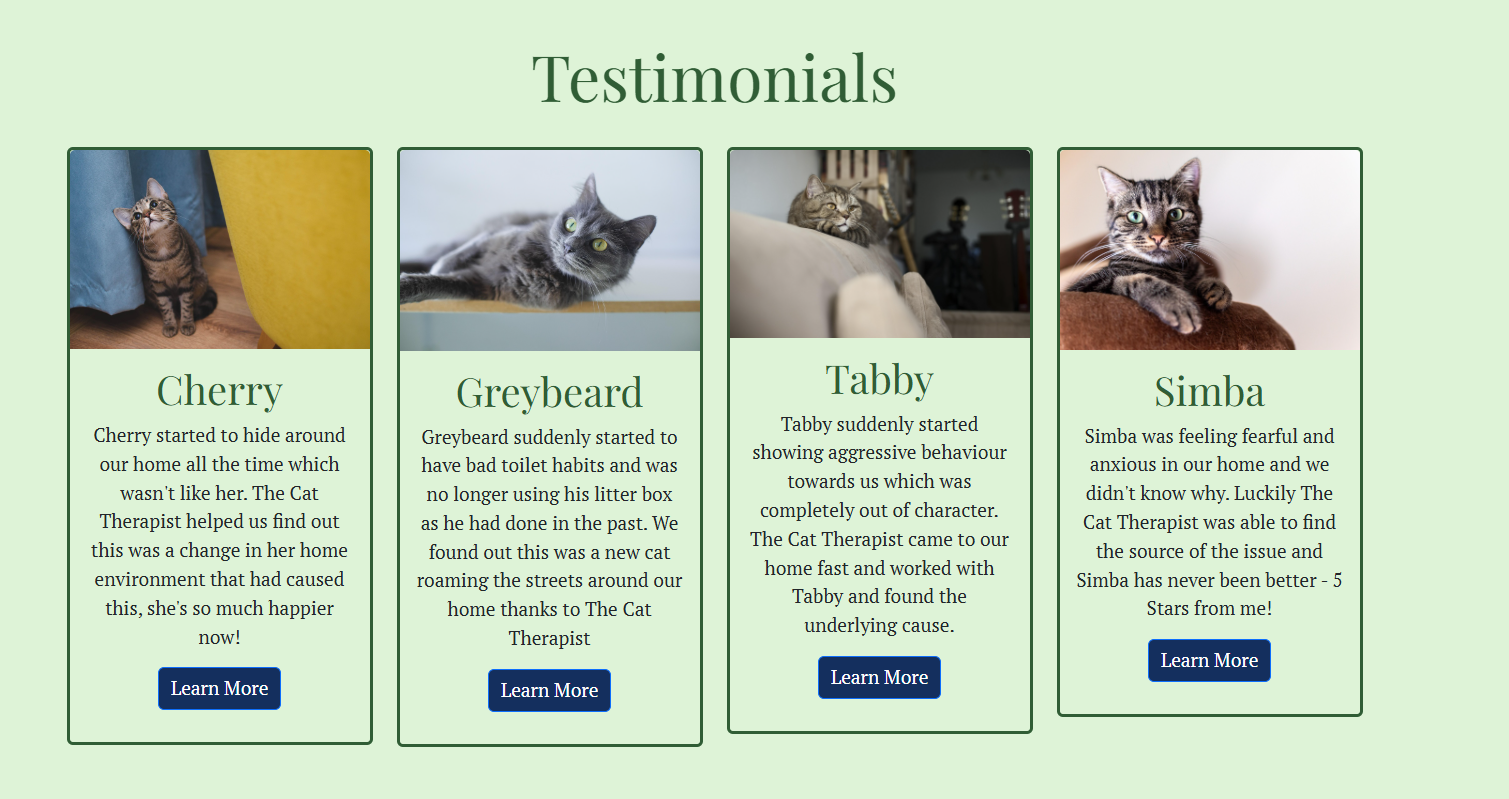 Testimonials
Cherry
Cherry started to hide around
our home all the time which
wasn't like her. The Cat
Therapist helped us find out
this was a change in her home
environment that had caused
this, she's so much happier
now!
Learn More
Greybeard
Greybeard suddenly started to
have bad toilet habits and was
no longer using his litter box
as he had done in the past. We
found out this was a new cat
roaming the streets around our
home thanks to The Cat
Therapist
Learn More
Tabby
Tabby suddenly started
showing aggressive behaviour
towards us which was
completely out of character.
The Cat Therapist came to our
home fast and worked with
Tabby and found the
underlying cause.
Learn More
Simba
Simba was feeling fearful and
anxious in our home and we
didn't know why. Luckily The
Cat Therapist was able to find
the source of the issue and
Simba has never been better - 5
Stars from me!
Learn More